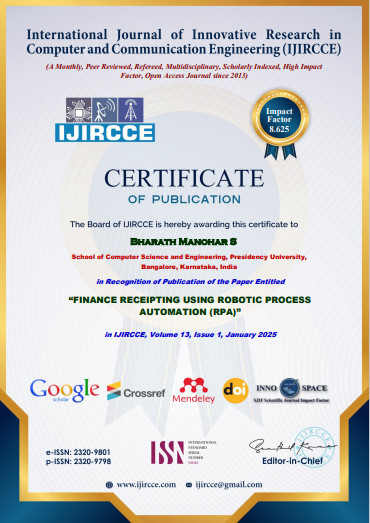 International Journal of Innovative Research in
Computer and Communication Engineering (IJIRCCE)
(A Monthly, Peer Reviewed, Refereed, Multidisciplinary, Scholarly Indexed, High Impact
Factor, Open Access Journal since 2013)
IJIRCCE
Impact
Factor
8.625
CERTIFICATE
OF PUBLICATION
The Board of IJIRCCE is hereby awarding this certificate to
BHARATH MANOHAR S
School of Computer Science and Engineering, Presidency University,
Bangalore, Karnataka, India
in Recognition of Publication of the Paper Entitled
“FINANCE RECEIPTING USING ROBOTIC PROCESS
AUTOMATION (RPA)”
in IJIRCCE, Volume 13, Issue 1, January 2025
Google
scholar
Crossref
Mendeley
doi
INNO SPACE
SJIF Scientific Journal Impact Factor
e-ISSN: 2320-9801
p-ISSN: 2320-9798
ISSN
INTERNATIONAL
STANDARD
SERIAL
NUMBER
INDIA
Editor-in-Chief
www.ijircce.com ijircce@gmail.com